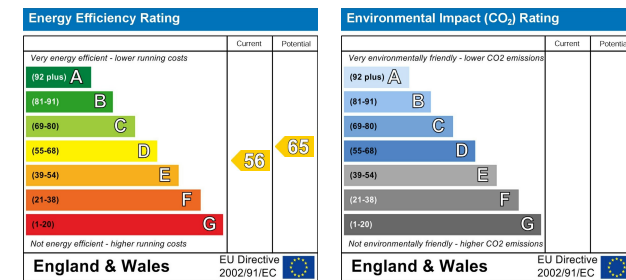 Energy Efficiency Rating
Current Potential
Very energy efficient - lower running costs
(92 plus) A
(81-91) B
(69-80) C
(55-68) D
(39-54) E
(21-38) F
(1-20) G
56
65
Not energy efficient - higher running costs
England & Wales
EU Directive
2002/91/EC
Environmental Impact (CO2) Rating
Current Potentia
Very environmentally friendly - lower CO2 emissions
(92 plus) A
(81-91) B
(69-80) C
(55-68) D
(39-54) E
(21-38) F
(1-20) G
Not environmentally friendly - higher CO2 emissions
England & Wales
EU Directive
2002/91/EC